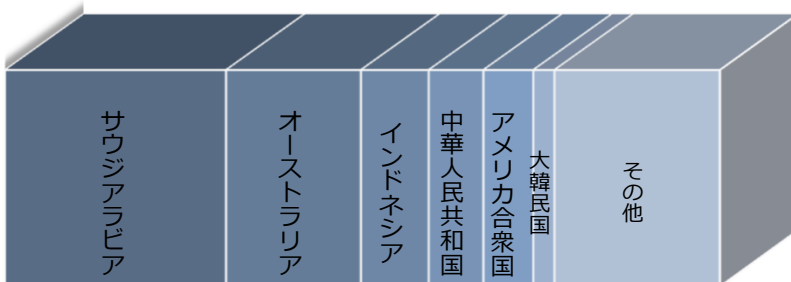 サウジアラビア
オーストラリア
インドネシア
中華人民共和国
アメリカ合衆国
大韓民国
その他